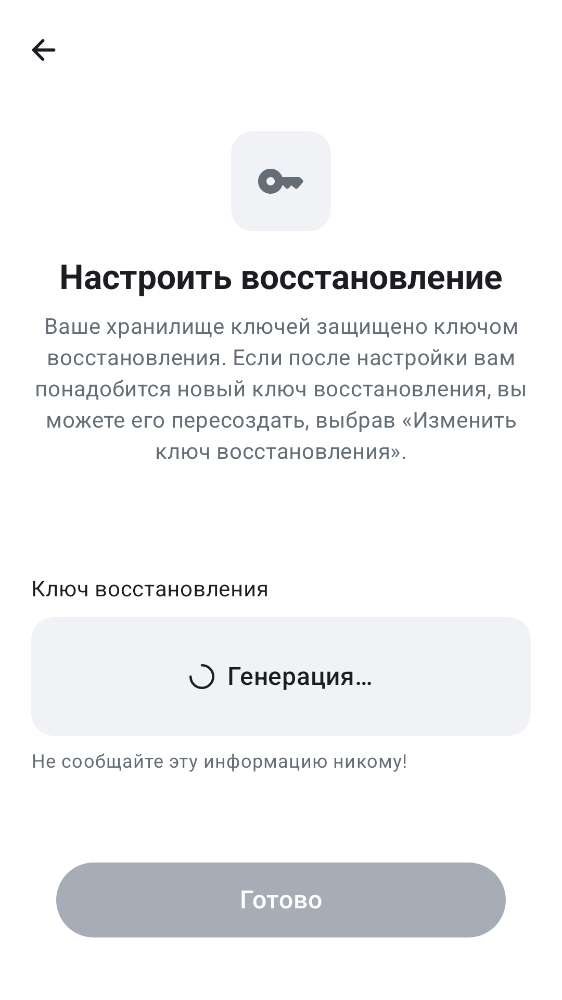 Настроить восстановление
Ваше хранилище ключей защищено ключом
восстановления. Если после настройки вам
понадобится новый ключ восстановления, вы
можете его пересоздать, выбрав «Изменить
ключ восстановления».
Ключ восстановления
Генерация…
Не сообщайте эту информацию никому!
Готово